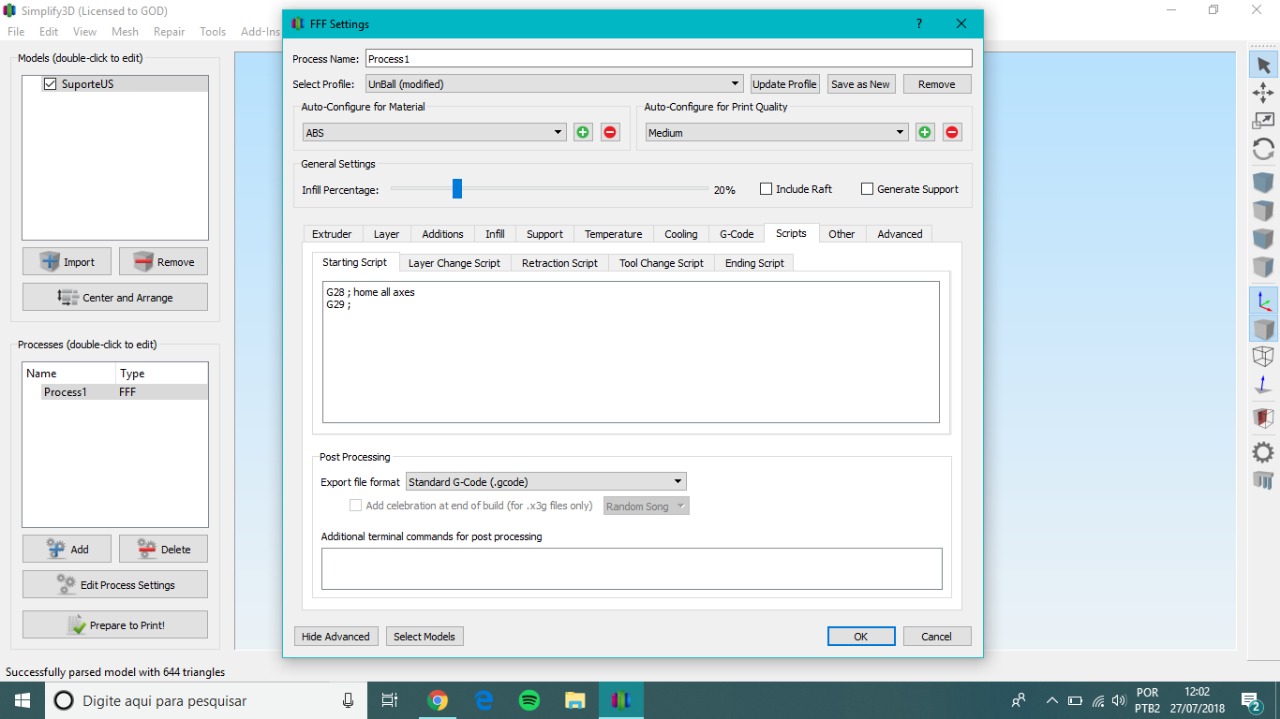 Simplify3D (Licensed to GOD)
File Edit View Mesh Repair Tools Add-Ins
Models (double-click to edit)
SuporteUS
Import Remove
Center and Arrange
Processes (double-click to edit)
Name Type
Process1 FFF
Add Delete
Edit Process Settings
Prepare to Print!
Successfully parsed model with 644 triangles
FFF Settings ?
Process Name: Process1
Select Profile: UnBall (modified) Update Profile Save as New Remove
Auto-Configure for Material Auto-Configure for Print Quality
ABS Medium
General Settings
Infill Percentage: 20% Include Raft Generate Support
Extruder Layer Additions Infill Support Temperature Cooling G-Code Scripts Other Advanced
Starting Script Layer Change Script Retraction Script Tool Change Script Ending Script
G28 ; home all axes
G29 ;
Post Processing
Export file format Standard G-Code (.gcode)
Add celebration at end of build (for .x3g files only) Random Song
Additional terminal commands for post processing
Hide Advanced Select Models OK Cancel
Digite aqui para pesquisar
POR 12:02
PTB2 27/07/2018
2